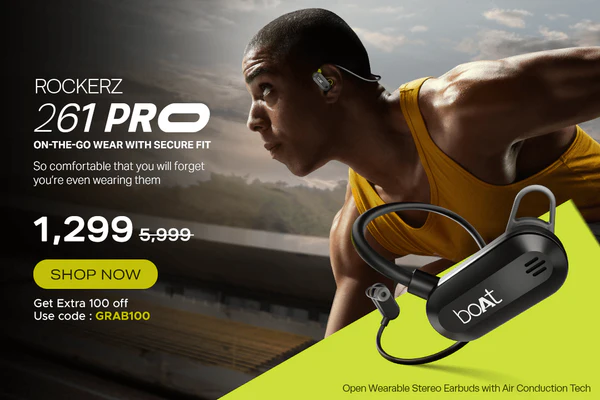 ROCKERZ
261 PRO
ON-THE-GO WEAR WITH SECURE FIT
So comfortable that you will forget
you're even wearing them
1,299 5,999
SHOP NOW
Get Extra 100 off
Use code : GRAB100
boAt
Open Wearable Stereo Earbuds with Air Conduction Tech